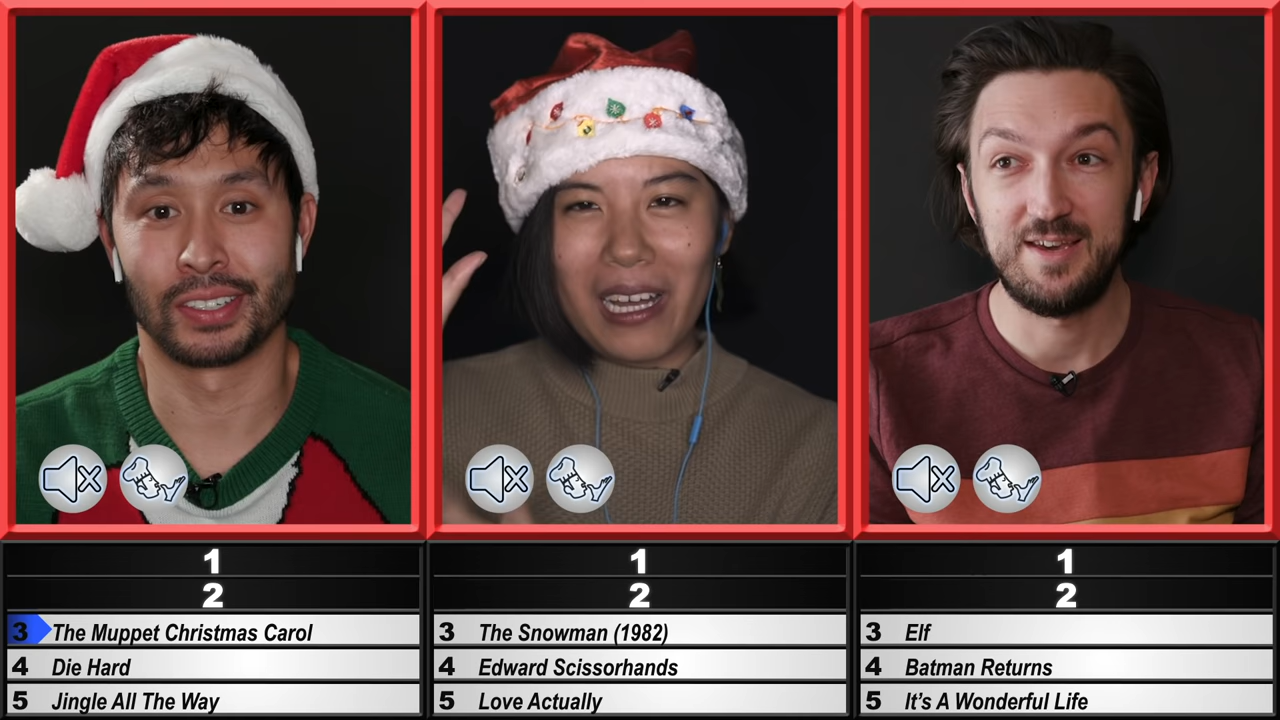 1
2
3 The Muppet Christmas Carol
4 Die Hard
5 Jingle All The Way
1
2
3 The Snowman (1982)
4 Edward Scissorhands
5 Love Actually
1
2
3 Elf
4 Batman Returns
5 It's A Wonderful Life